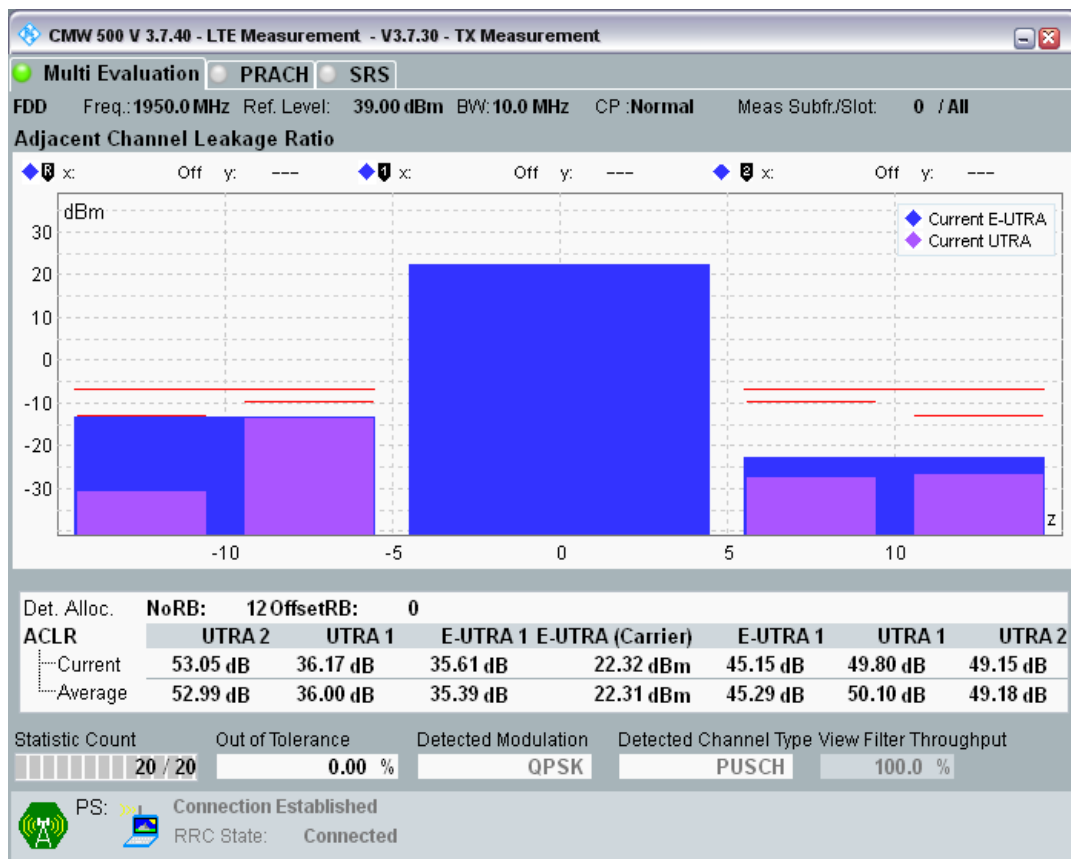 CMW 500 V 3.7.40 - LTE Measurement  - V3.7.30 - TX Measurement
Multi Evaluation PRACH SRS
FDD Freq.: 1950.0 MHz Ref. Level: 39.00 dBm BW: 10.0 MHz CP :Normal Meas Subfr./Slot: 0 / All
Adjacent Channel Leakage Ratio
R x: Off y: --- 1 x: Off y: --- 2 x: Off y: ---
dBm
Current E-UTRA
Current UTRA
30
20
10
0
-10
-20
-30
z
-10 -5 0 5 10
Det. Alloc. NoRB: 12 OffsetRB: 0
ACLR UTRA 2 UTRA 1 E-UTRA 1 E-UTRA (Carrier) E-UTRA 1 UTRA 1 UTRA 2
Current 53.05 dB 36.17 dB 35.61 dB 22.32 dBm 45.15 dB 49.80 dB 49.15 dB
Average 52.99 dB 36.00 dB 35.39 dB 22.31 dBm 45.29 dB 50.10 dB 49.18 dB
Statistic Count Out of Tolerance Detected Modulation Detected Channel Type View Filter Throughput
20 / 20 0.00 % QPSK PUSCH 100.0 %
PS: Connection Established
RRC State: Connected